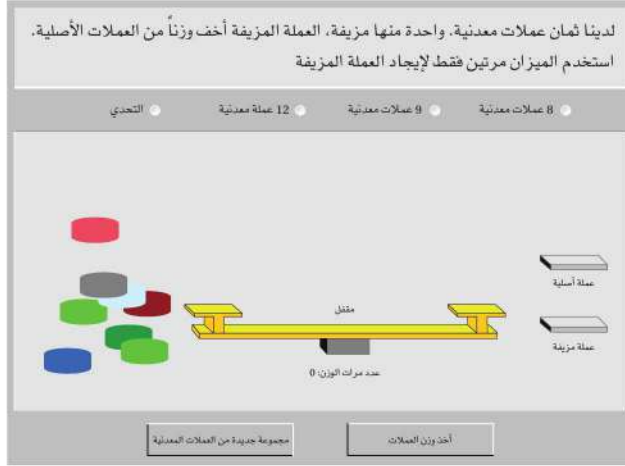 لدينا ثمان عملات معدنية. واحدة منها مزيفة، العملة المزيفة أخف وزناً من العملات الأصلية.
استخدم الميزان مرتين فقط لإيجاد العملة المزيفة
8 عملات معدنية
9 عملات معدنية
12 عملة معدنية
التحدي
عملة أصلية
مقفل
عملة مزيفة
عدد مرات الوزن: 0
أخذ وزن العملات
مجموعة جديدة من العملات المعدنية